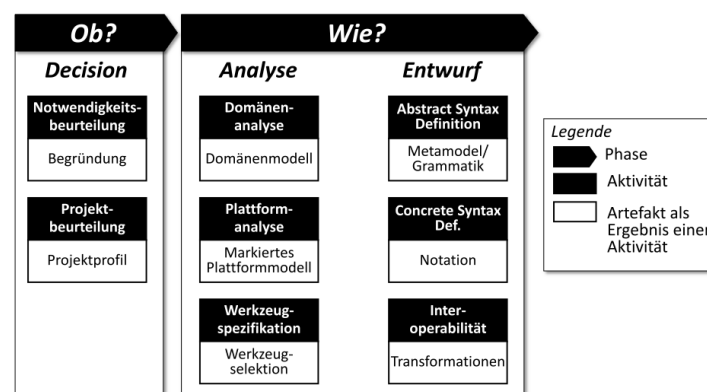 Ob?
Wie?
Decision
Analyse
Entwurf
Notwendigkeits-
beurteilung
Begründung
Projekt-
beurteilung
Projektprofil
Domänen-
analyse
Domänenmodell
Plattform-
analyse
Markiertes
Plattformmodell
Werkzeug-
spezifikation
Werkzeug-
selektion
Abstract Syntax
Definition
Metamodel/
Grammatik
Concrete Syntax
Def.
Notation
Inter-
operabilität
Transformationen
Legende
Phase
Aktivität
Artefakt als
Ergebnis einer
Aktivität